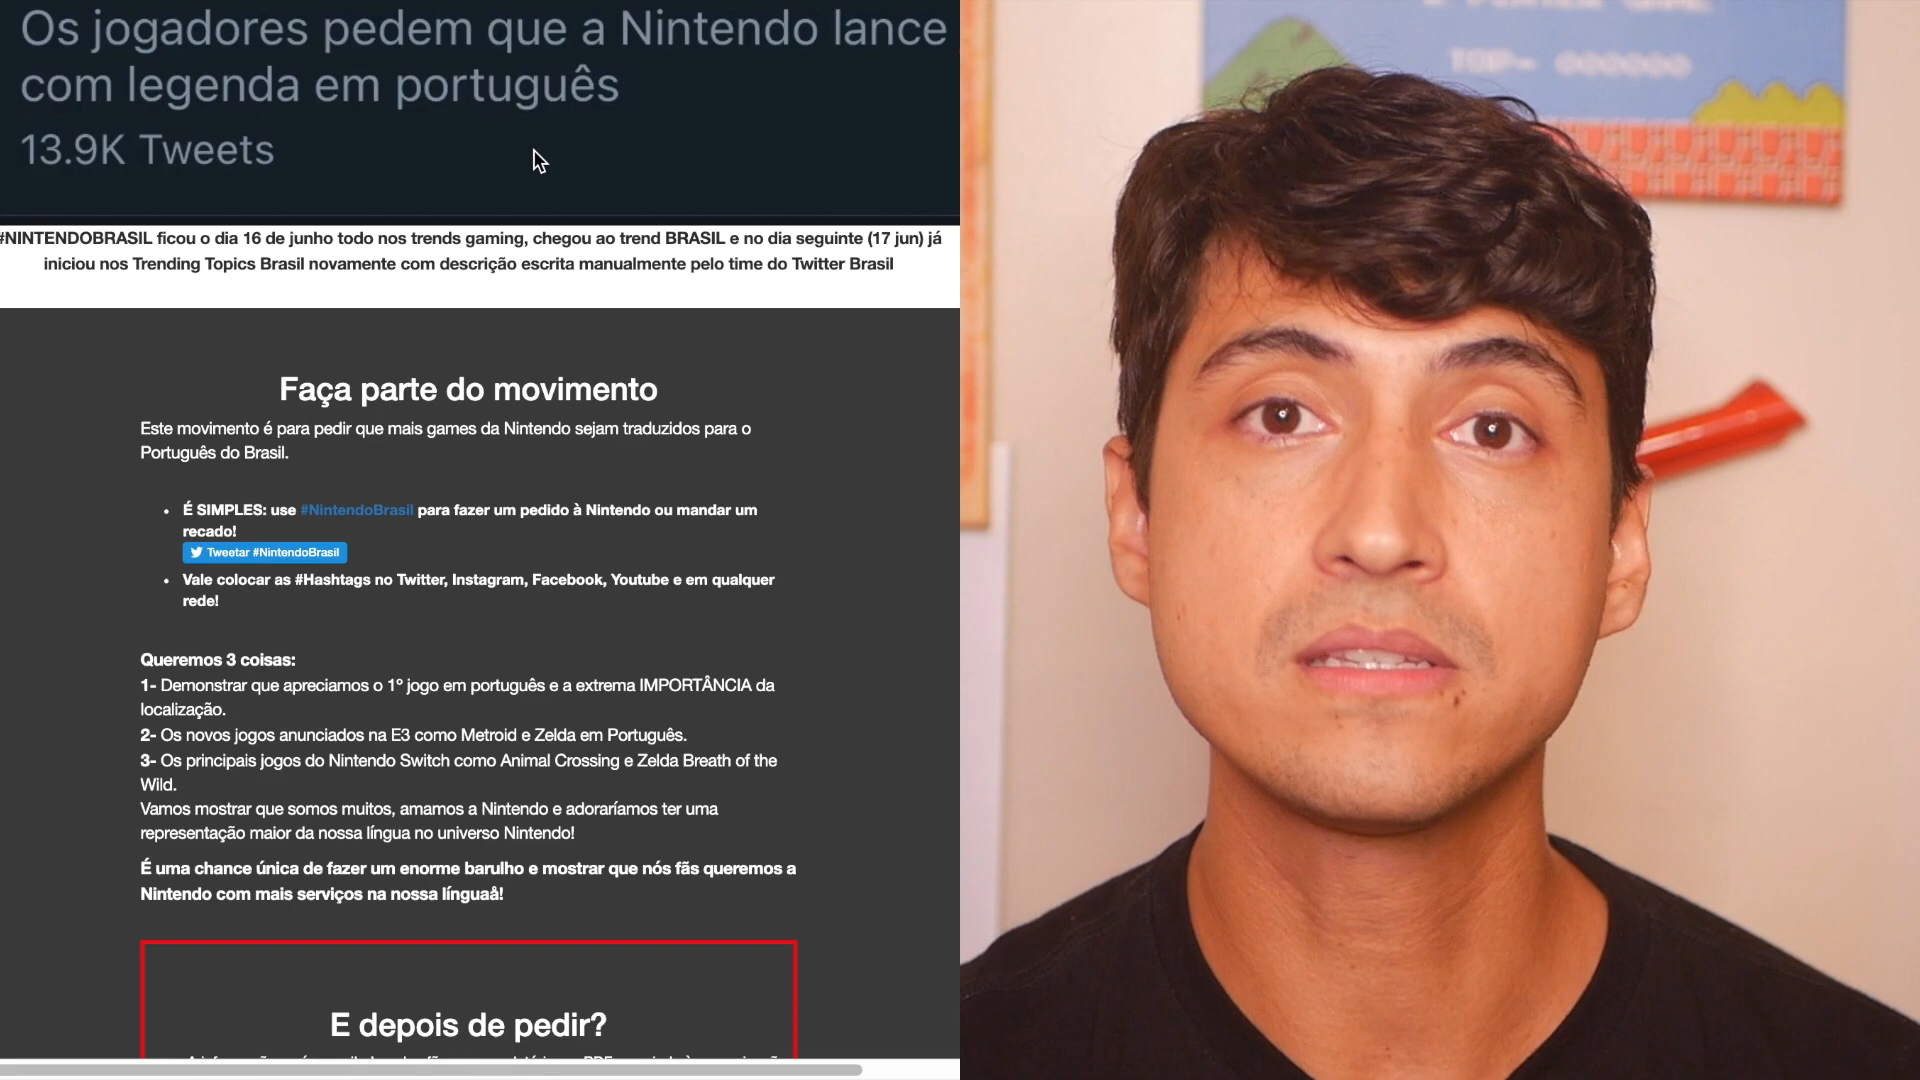 Os jogadores pedem que a Nintendo lance
com legenda em português
13.9K Tweets
#NINTENDOBRASIL ficou o dia 16 de junho todo nos trends gaming, chegou ao trend BRASIL e no dia seguinte (17 jun) já
iniciou nos Trending Topics Brasil novamente com descrição escrita manualmente pelo time do Twitter Brasil
Faça parte do movimento
Este movimento é para pedir que mais games da Nintendo sejam traduzidos para o
Português do Brasil.
• É SIMPLES: use #NintendoBrasil para fazer um pedido à Nintendo ou mandar um
recado!
Tweetar #NintendoBrasil
• Vale colocar as #Hashtags no Twitter, Instagram, Facebook, Youtube e em qualquer
rede!
Queremos 3 coisas:
1- Demonstrar que apreciamos o 1º jogo em português e a extrema IMPORTÂNCIA da
localização.
2- Os novos jogos anunciados na E3 como Metroid e Zelda em Português.
3- Os principais jogos do Nintendo Switch como Animal Crossing e Zelda Breath of the
Wild.
Vamos mostrar que somos muitos, amamos a Nintendo e adoraríamos ter uma
representação maior da nossa língua no universo Nintendo!
É uma chance única de fazer um enorme barulho e mostrar que nós fãs queremos a
Nintendo com mais serviços na nossa línguaå!
E depois de pedir?
TOP- 000000